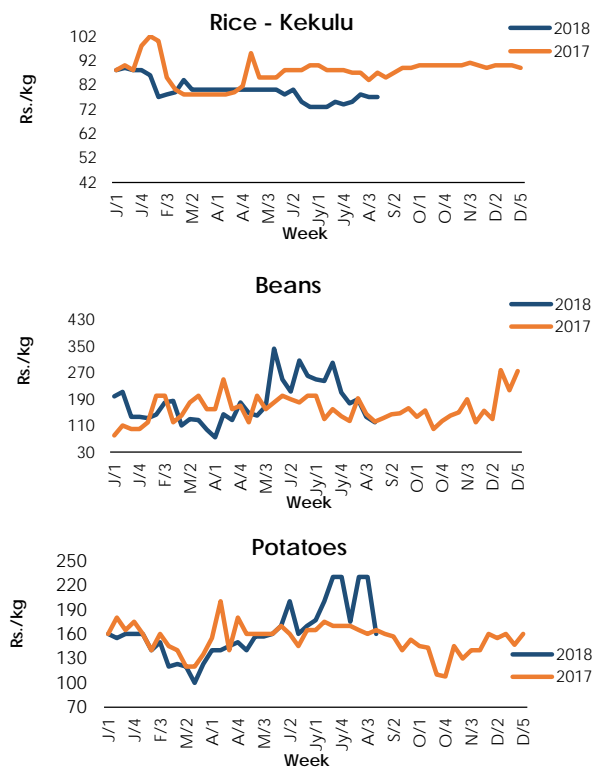 Rice - Kekulu
2018
2017
102
92
82
72
62
52
42
Rs./kg
J/1
J/4
F/3
M/2
A/1
A/4
M/3
J/2
Jy/1
Jy/4
A/3
S/2
O/1
O/4
N/3
D/2
D/5
Week
Beans
2018
2017
430
350
270
190
110
30
Rs./kg
J/1
J/4
F/3
M/2
A/1
A/4
M/3
J/2
Jy/1
Jy/4
A/3
S/2
O/1
O/4
N/3
D/2
D/5
Week
Potatoes
250
220
190
160
130
100
70
Rs./kg
2018
2017
J/1
J/4
F/3
M/2
A/1
A/4
M/3
J/2
Jy/1
Jy/4
A/3
S/2
O/1
O/4
N/3
D/2
D/5
Week